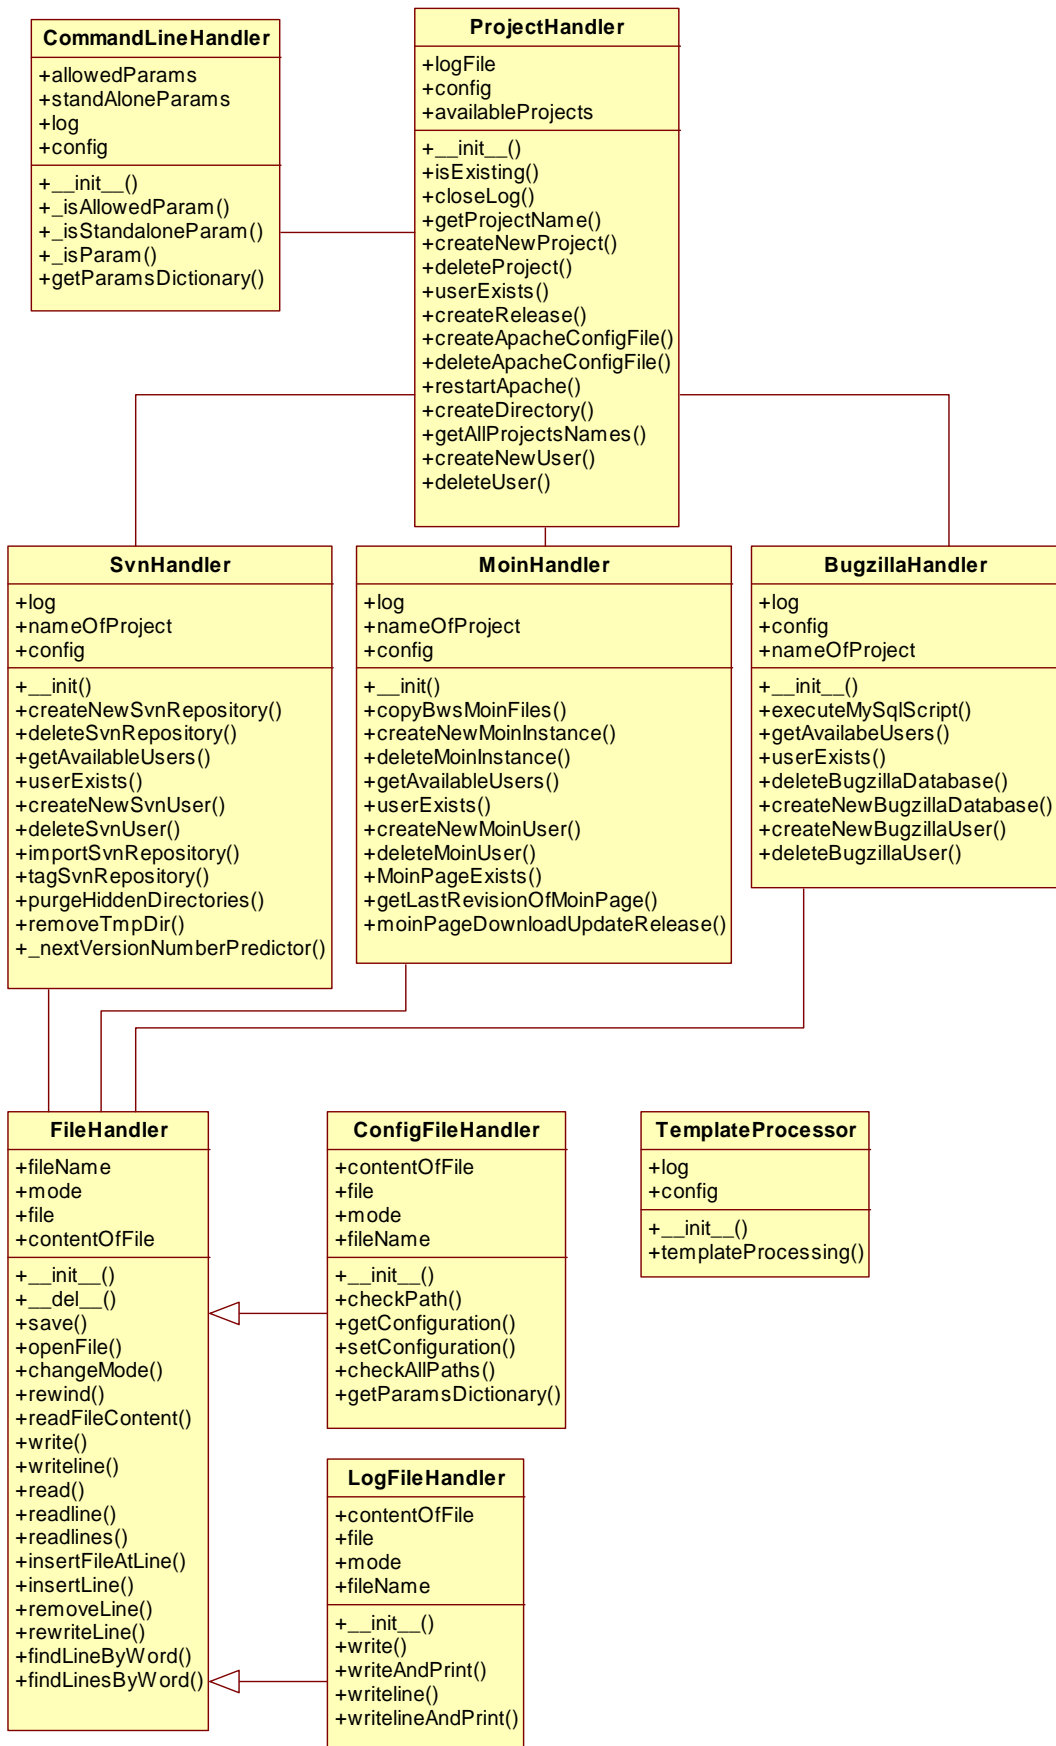 CommandLineHandler
+allowedParams
+standAloneParams
+log
+config
+__init__()
+_isAllowedParam()
+_isStandaloneParam()
+_isParam()
+getParamsDictionary()
ProjectHandler
+logFile
+config
+availableProjects
+__init__()
+isExisting()
+closeLog()
+getProjectName()
+createNewProject()
+deleteProject()
+userExists()
+createRelease()
+createApacheConfigFile()
+deleteApacheConfigFile()
+restartApache()
+createDirectory()
+getAllProjectsNames()
+createNewUser()
+deleteUser()
SvnHandler
+log
+nameOfProject
+config
+__init()
+createNewSvnRepository()
+deleteSvnRepository()
+getAvailableUsers()
+userExists()
+createNewSvnUser()
+deleteSvnUser()
+importSvnRepository()
+tagSvnRepository()
+purgeHiddenDirectories()
+removeTmpDir()
+_nextVersionNumberPredictor()
MoinHandler
+log
+nameOfProject
+config
+__init()
+copyBwsMoinFiles()
+createNewMoinInstance()
+deleteMoinInstance()
+getAvailableUsers()
+userExists()
+createNewMoinUser()
+deleteMoinUser()
+MoinPageExists()
+getLastRevisionOfMoinPage()
+moinPageDownloadUpdateRelease()
BugzillaHandler
+log
+config
+nameOfProject
+__init__()
+executeMySqlScript()
+getAvailabeUsers()
+userExists()
+deleteBugzillaDatabase()
+createNewBugzillaDatabase()
+createNewBugzillaUser()
+deleteBugzillaUser()
FileHandler
+fileName
+mode
+file
+contentOfFile
+__init__()
+__del__()
+save()
+openFile()
+changeMode()
+rewind()
+readFileContent()
+write()
+writeline()
+read()
+readline()
+readlines()
+insertFileAtLine()
+insertLine()
+removeLine()
+rewriteLine()
+findLineByWord()
+findLinesByWord()
ConfigFileHandler
+contentOfFile
+file
+mode
+fileName
+__init__()
+checkPath()
+getConfiguration()
+setConfiguration()
+checkAllPaths()
+getParamsDictionary()
TemplateProcessor
+log
+config
+__init__()
+templateProcessing()
LogFileHandler
+contentOfFile
+file
+mode
+fileName
+__init__()
+write()
+writeAndPrint()
+writeline()
+writelineAndPrint()